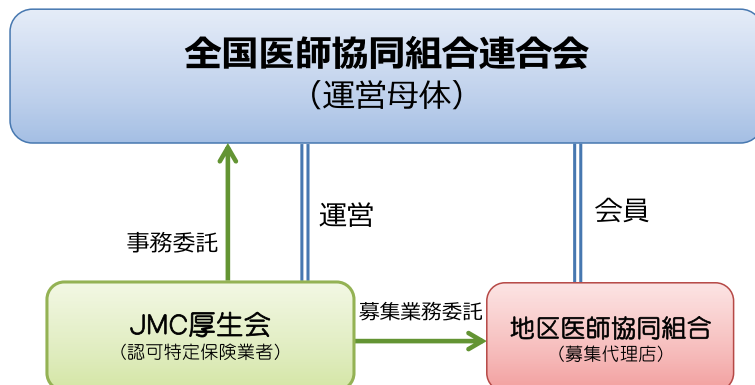 全国医師協同組合連合会
（運営母体）
運営
会員
事務委託
募集業務委託
JMC厚生会
（認可特定保険業者）
地区医師協同組合
（募集代理店）